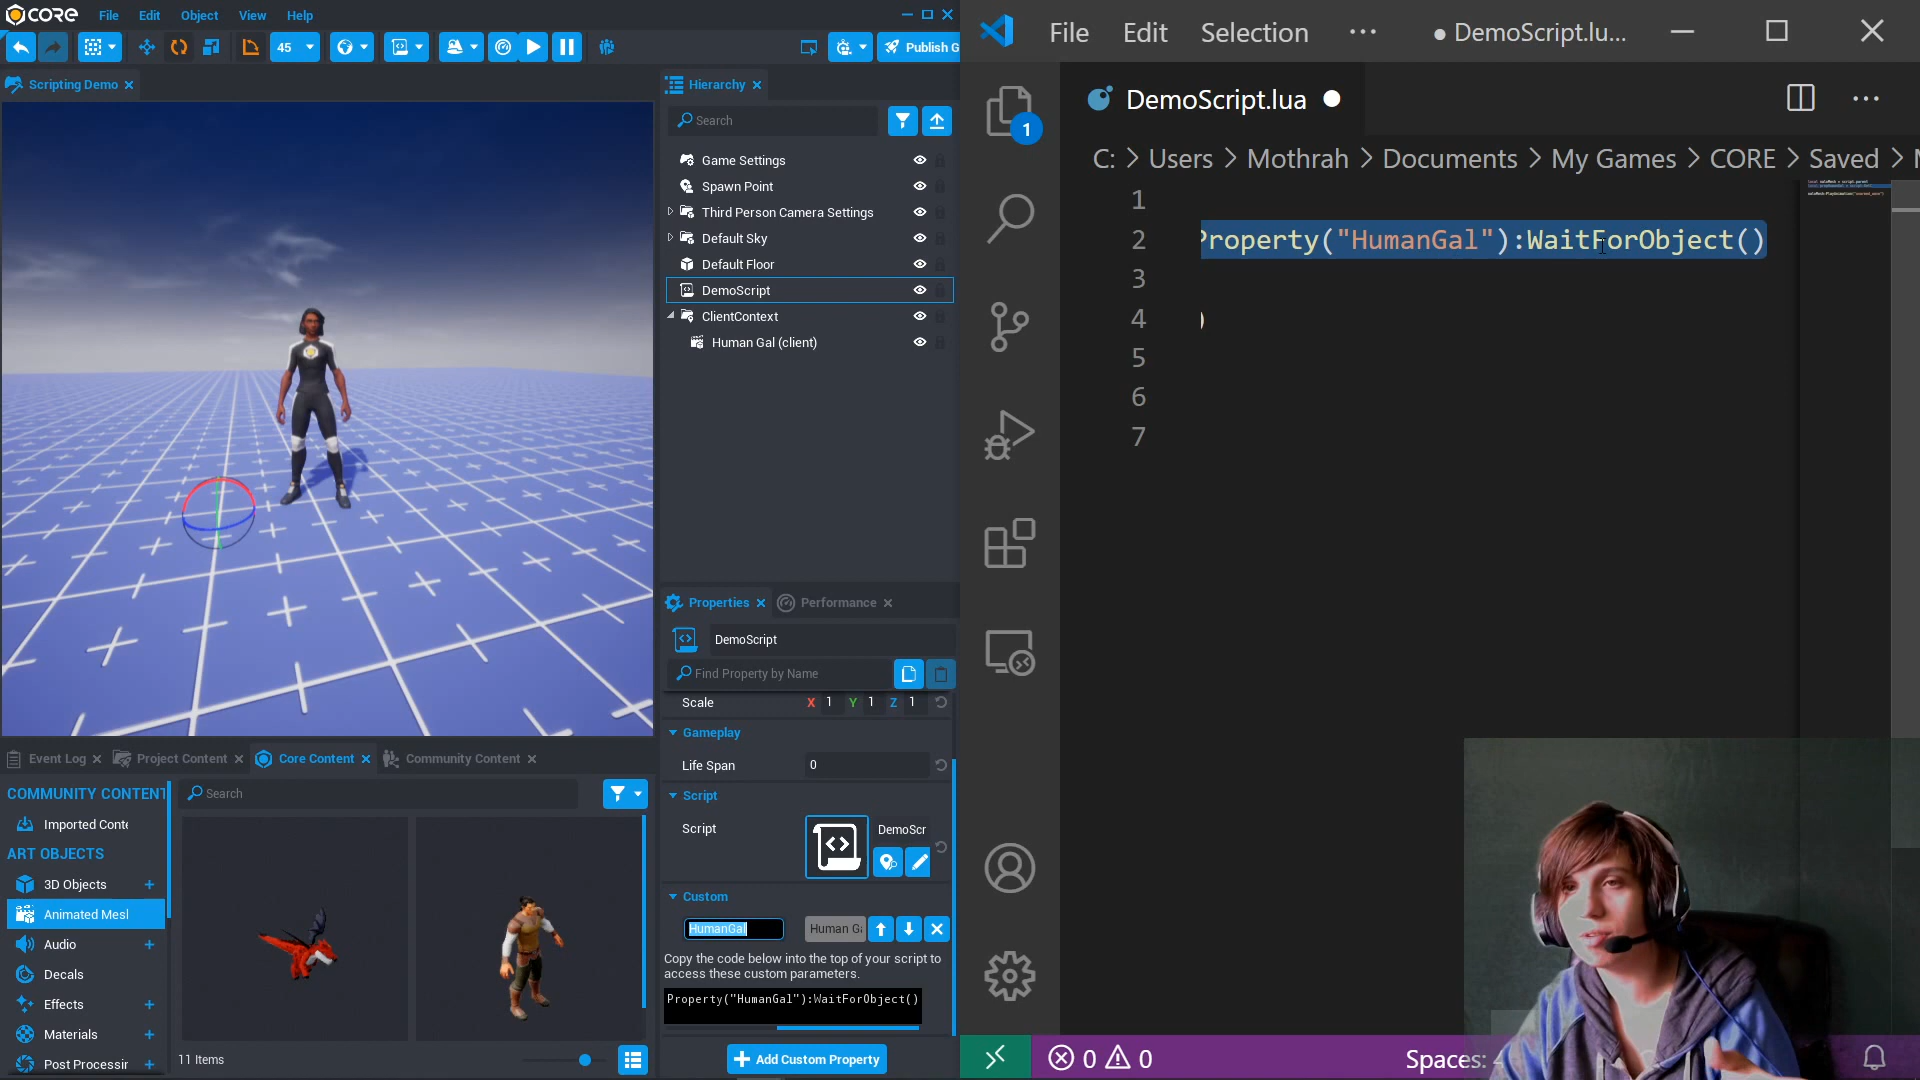 CORE
File
Edit
Object
View
Help
45
Publish G
Scripting Demo
Hierarchy
Search
Game Settings
Spawn Point
Third Person Camera Settings
Default Sky
Default Floor
DemoScript
ClientContext
Human Gal (client)
Properties
Performance
DemoScript
Find Property by Name
Scale
X 1 Y 1 Z 1
Gameplay
Life Span
0
Script
Script
DemoScr
Custom
HumanGal
Human G
Copy the code below into the top of your script to
access these custom parameters.
Property("HumanGal"):WaitForObject()
Add Custom Property
Event Log
Project Content
Core Content
Community Content
COMMUNITY CONTENT
Imported Conte
ART OBJECTS
3D Objects
Animated Mesl
Audio
Decals
Effects
Materials
Post Processir
Search
11 Items
File
Edit
Selection
DemoScript.lu...
1
DemoScript.lua
C: > Users > Mothrah > Documents > My Games > CORE > Saved >
1
2 Property("HumanGal"):WaitForObject()
3
4 )
5
6
7
0 0
Spaces: